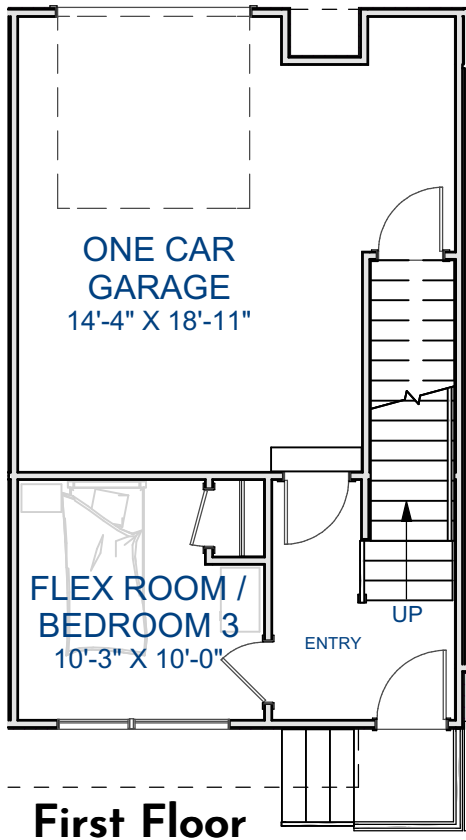 ONE CAR
GARAGE
14'-4" X 18'-11"
FLEX ROOM /
BEDROOM 3
10'-3" X 10'-0"
UP
ENTRY
First Floor